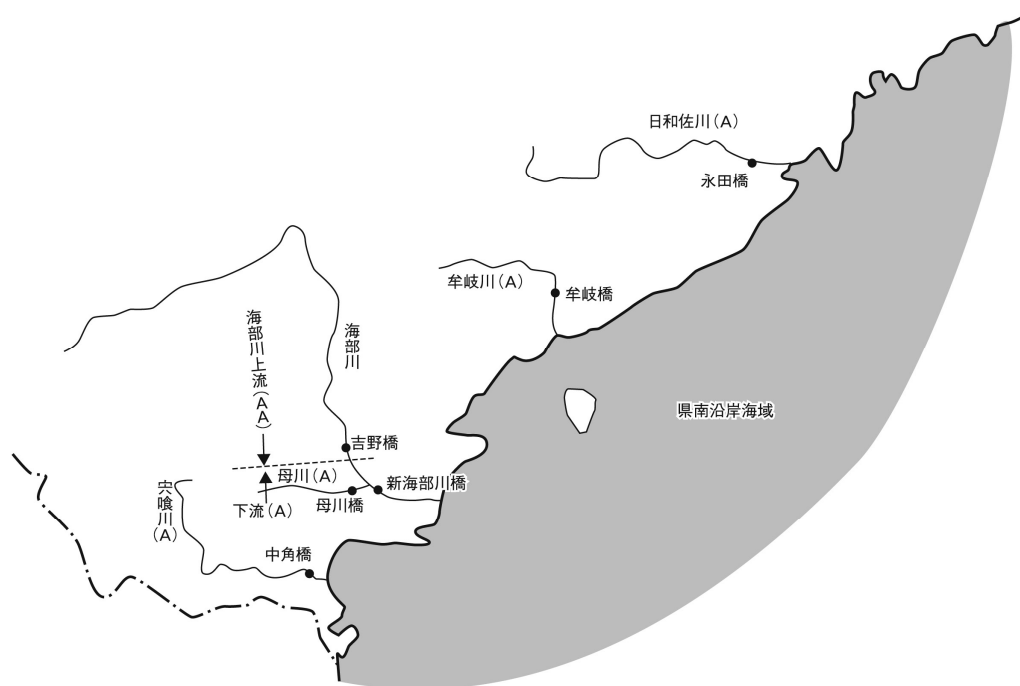 日和佐川(A)
永田橋
牟岐川(A)
牟岐橋
海部川上流(AA)
海部川
県南沿岸海域
吉野橋
母川(A)
新海部川橋
宍喰川(A)
下流(A)
母川橋
中角橋